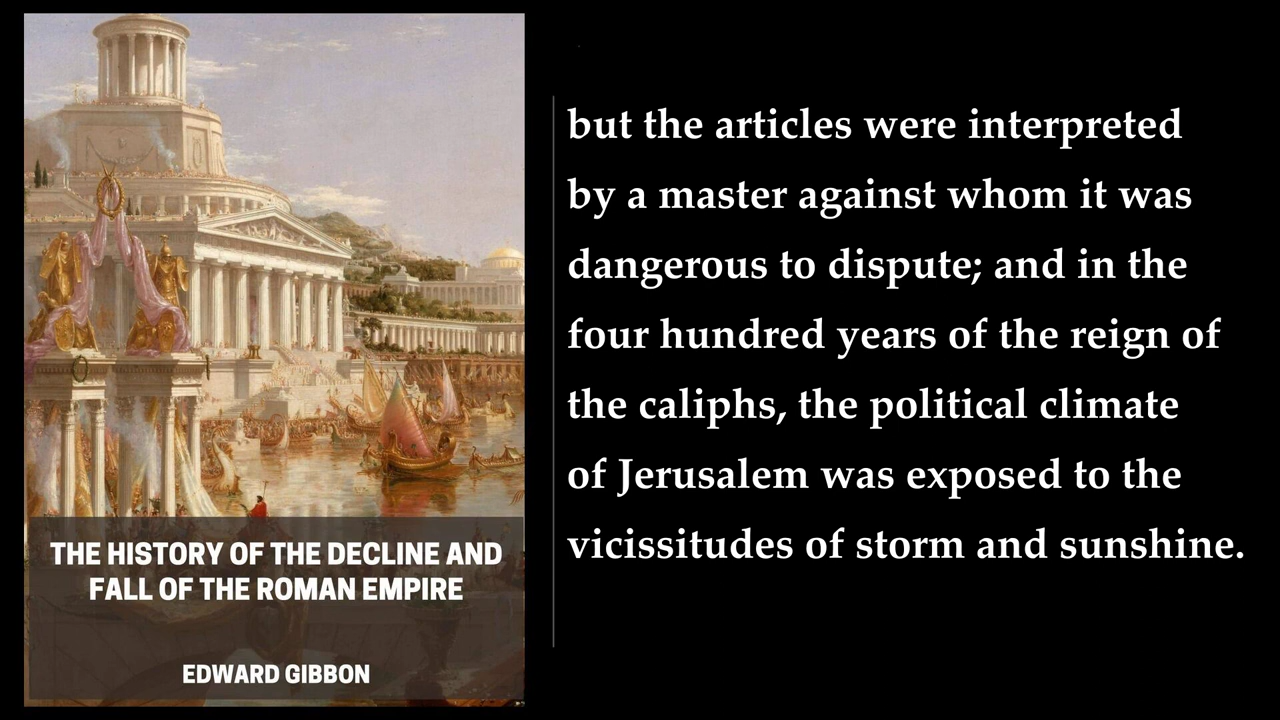 THE HISTORY OF THE DECLINE AND
FALL OF THE ROMAN EMPIRE
EDWARD GIBBON
but the articles were interpreted
by a master against whom it was
dangerous to dispute; and in the
four hundred years of the reign of
the caliphs, the political climate
of Jerusalem was exposed to the
vicissitudes of storm and sunshine.